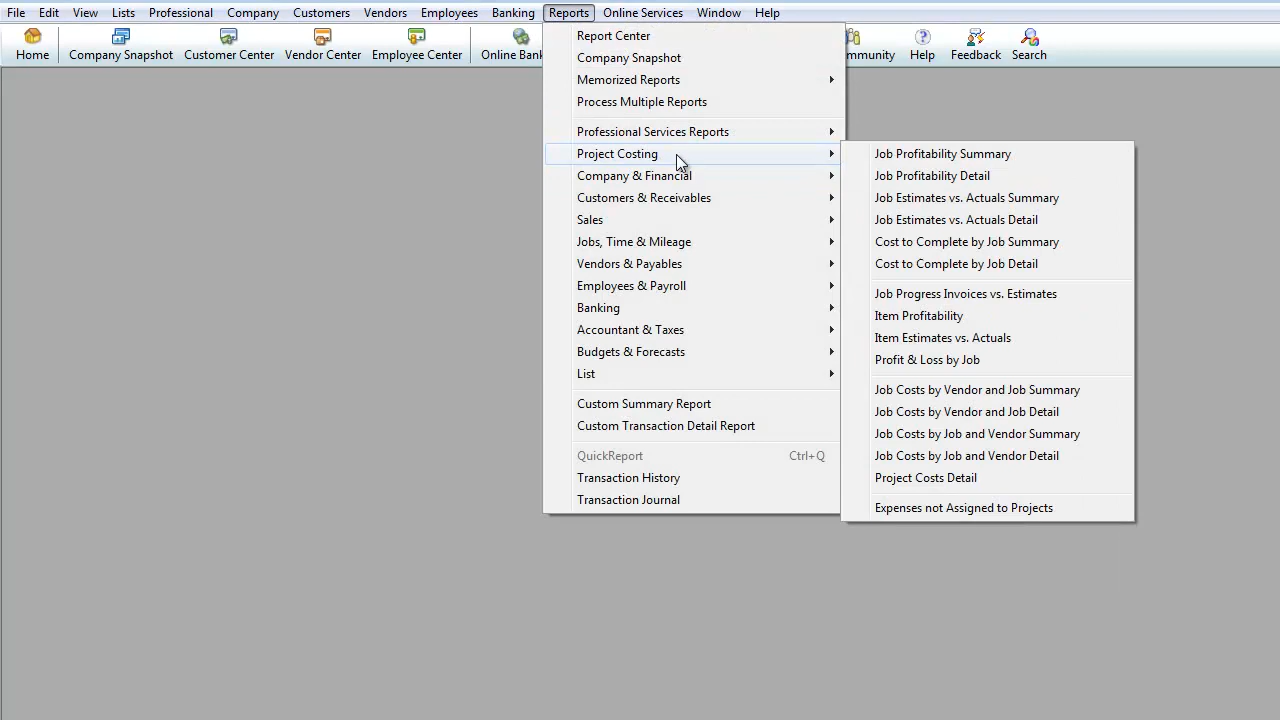 File Edit View Lists Professional Company Customers Vendors Employees Banking Reports Online Services Window Help
Home Company Snapshot Customer Center Vendor Center Employee Center Online Help Feedback Search
Report Center
Company Snapshot
Memorized Reports
Process Multiple Reports
Professional Services Reports
Project Costing
Company & Financial
Customers & Receivables
Sales
Jobs, Time & Mileage
Vendors & Payables
Employees & Payroll
Banking
Accountant & Taxes
Budgets & Forecasts
List
Custom Summary Report
Custom Transaction Detail Report
QuickReport Ctrl+Q
Transaction History
Transaction Journal
Job Profitability Summary
Job Profitability Detail
Job Estimates vs. Actuals Summary
Job Estimates vs. Actuals Detail
Cost to Complete by Job Summary
Cost to Complete by Job Detail
Job Progress Invoices vs. Estimates
Item Profitability
Item Estimates vs. Actuals
Profit & Loss by Job
Job Costs by Vendor and Job Summary
Job Costs by Vendor and Job Detail
Job Costs by Job and Vendor Summary
Job Costs by Job and Vendor Detail
Project Costs Detail
Expenses not Assigned to Projects